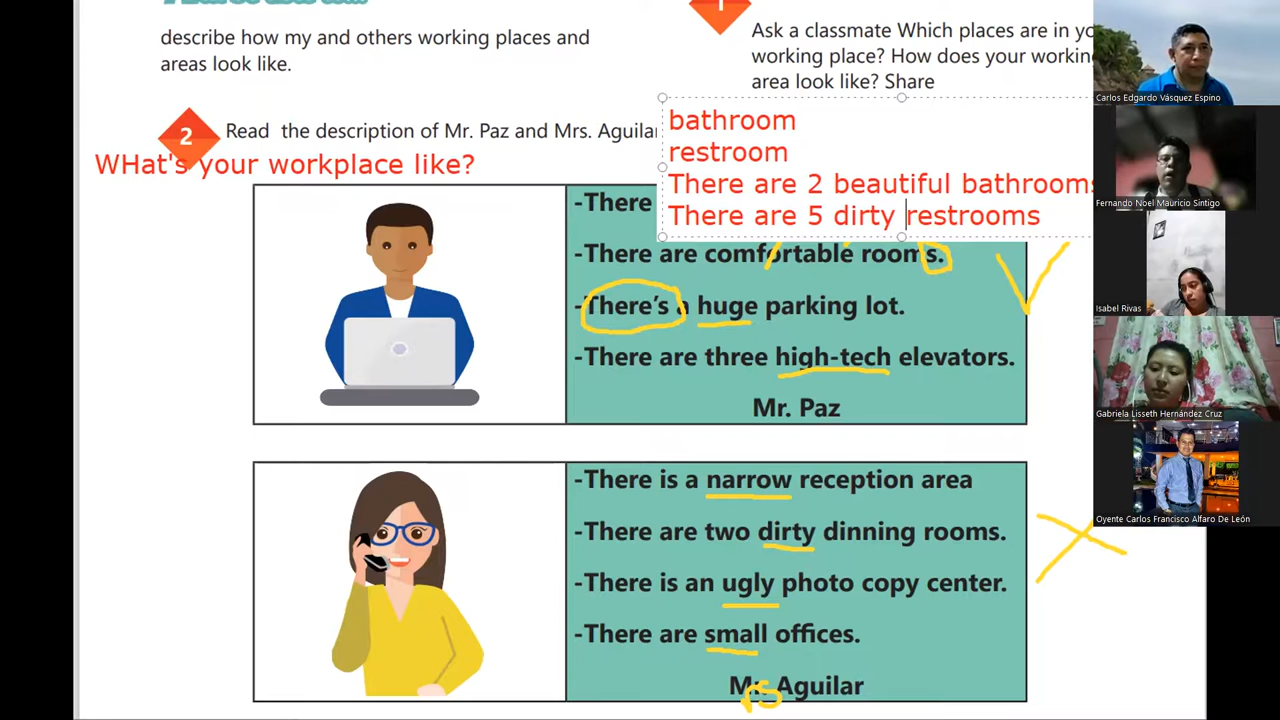 describe how my and others working places and
areas look like.
1
Ask a classmate Which places are in
working place? How does your
area look like? Share
2
Read the description of Mr. Paz and Mrs. Aguilar
WHat's your workplace like?
bathroom
restroom
There are 2 beautiful bathrooms
There are 5 dirty restrooms
-There
-There are comfortable rooms.
-There's a huge parking lot.
-There are three high-tech elevators.
Mr. Paz
-There is a narrow reception area
-There are two dirty dinning rooms.
-There is an ugly photo copy center.
-There are small offices.
Mr. Aguilar
rs
Carlos Edgardo Vásquez Espino
Fernando Noel Mauricio Sintigo
Isabel Rivas
Gabriela Lisseth Hernández Cruz
Oyente Carlos Francisco Alfaro De León